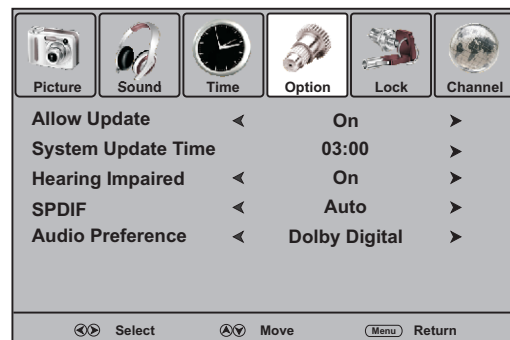 Picture Sound Time Option Lock Channel
Allow Update On
System Update Time 03:00
Hearing Impaired On
SPDIF Auto
Audio Preference Dolby Digital
Select Move Menu Return